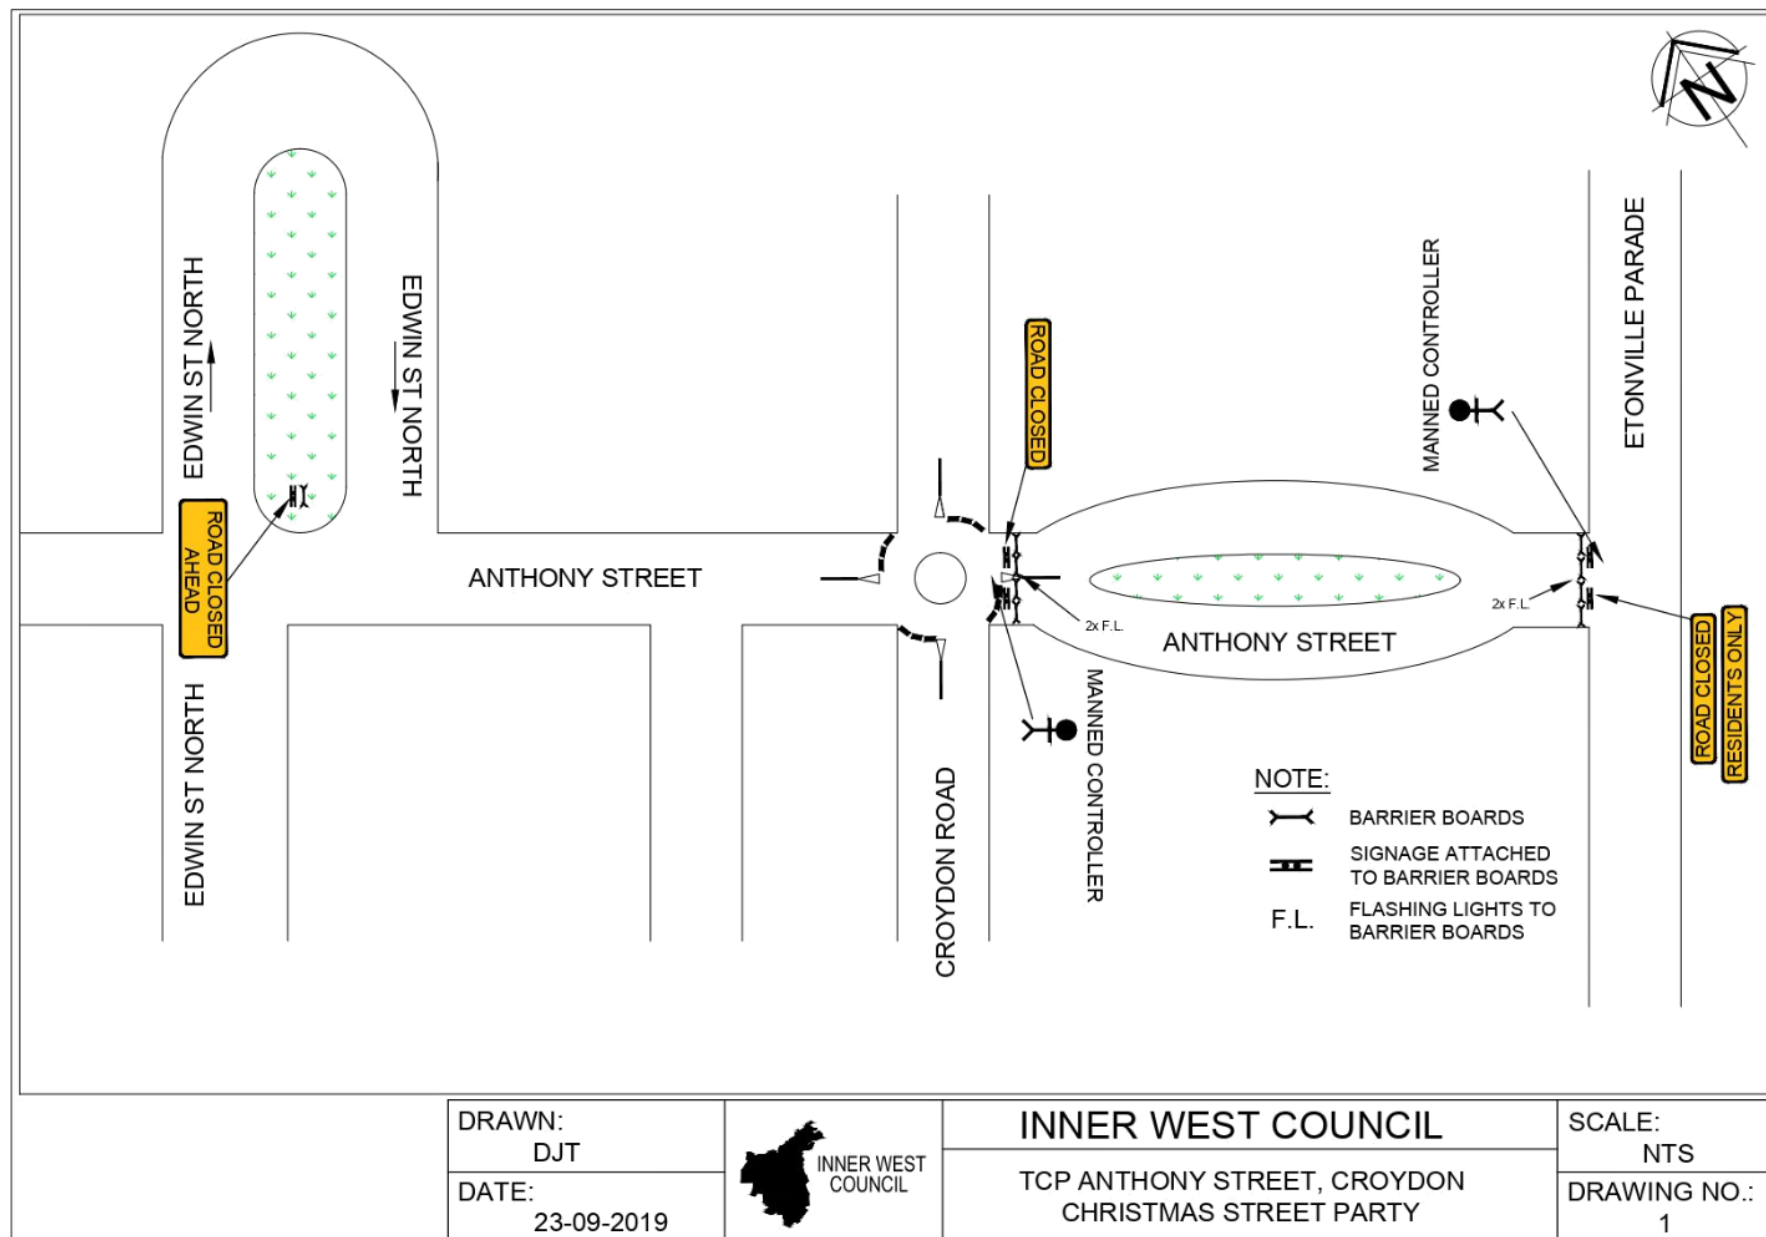 N
EDWIN ST NORTH
EDWIN ST NORTH
ROAD CLOSED
AHEAD
EDWIN ST NORTH
ANTHONY STREET
ROAD CLOSED
MANNED CONTROLLER
ETONVILLE PARADE
2x F.L.
2x F.L.
ANTHONY STREET
ROAD CLOSED
RESIDENTS ONLY
MANNED CONTROLLER
CROYDON ROAD
NOTE:
BARRIER BOARDS
SIGNAGE ATTACHED
TO BARRIER BOARDS
F.L. FLASHING LIGHTS TO
BARRIER BOARDS
DRAWN:
DJT
DATE:
23-09-2019
INNER WEST
COUNCIL
INNER WEST COUNCIL
TCP ANTHONY STREET, CROYDON
CHRISTMAS STREET PARTY
SCALE:
NTS
DRAWING NO.:
1